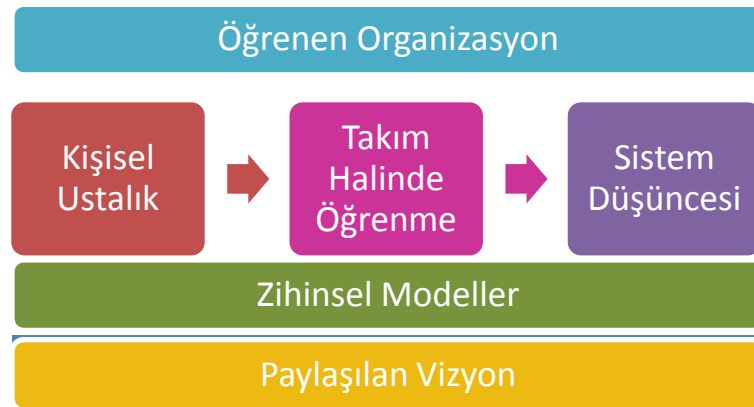 Öğrenen Organizasyon
Kişisel
Ustalık
Takım
Halinde
Öğrenme
Sistem
Düşüncesi
Zihinsel Modeller
Paylaşılan Vizyon